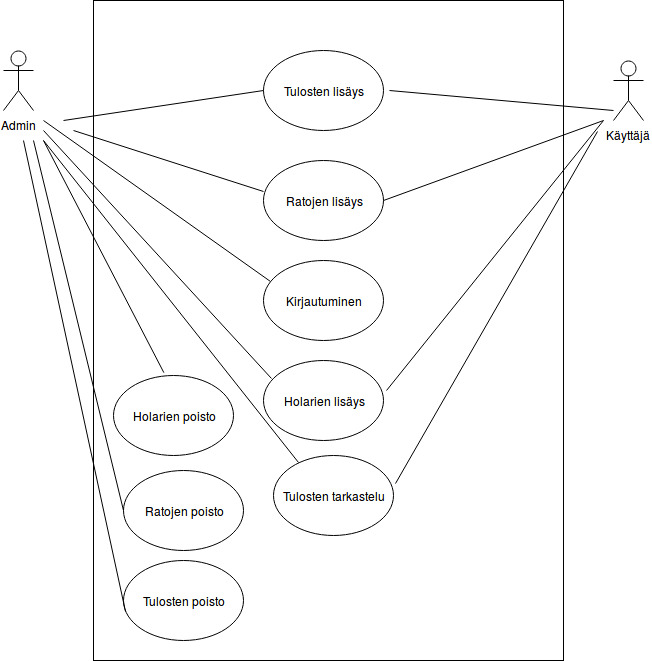 Tulosten lisäys
Admin
Käyttäjä
Ratojen lisäys
Kirjautuminen
Holarien lisäys
Holarien poisto
Tulosten tarkastelu
Ratojen poisto
Tulosten poisto